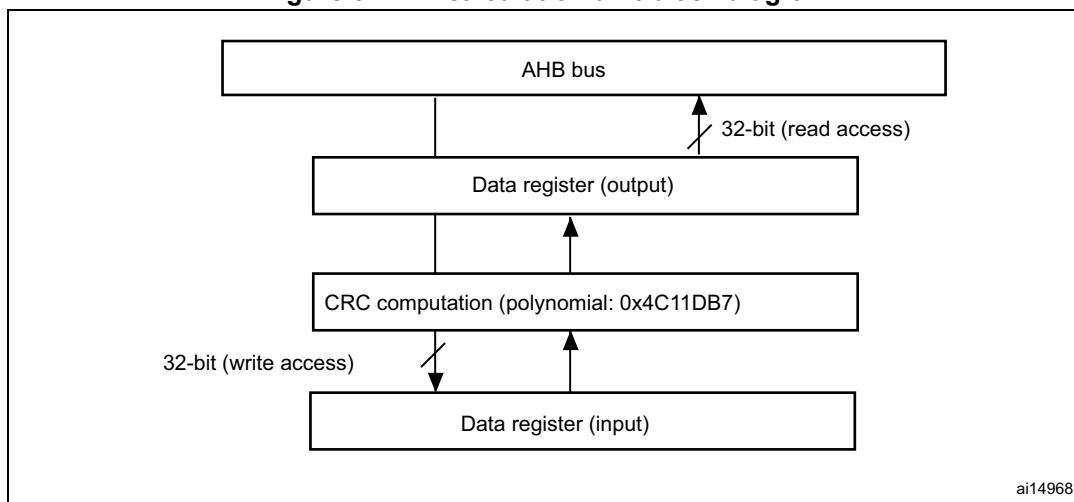 AHB bus
32-bit (read access)
Data register (output)
CRC computation (polynomial: 0x4C11DB7)
32-bit (write access)
Data register (input)
ai14968